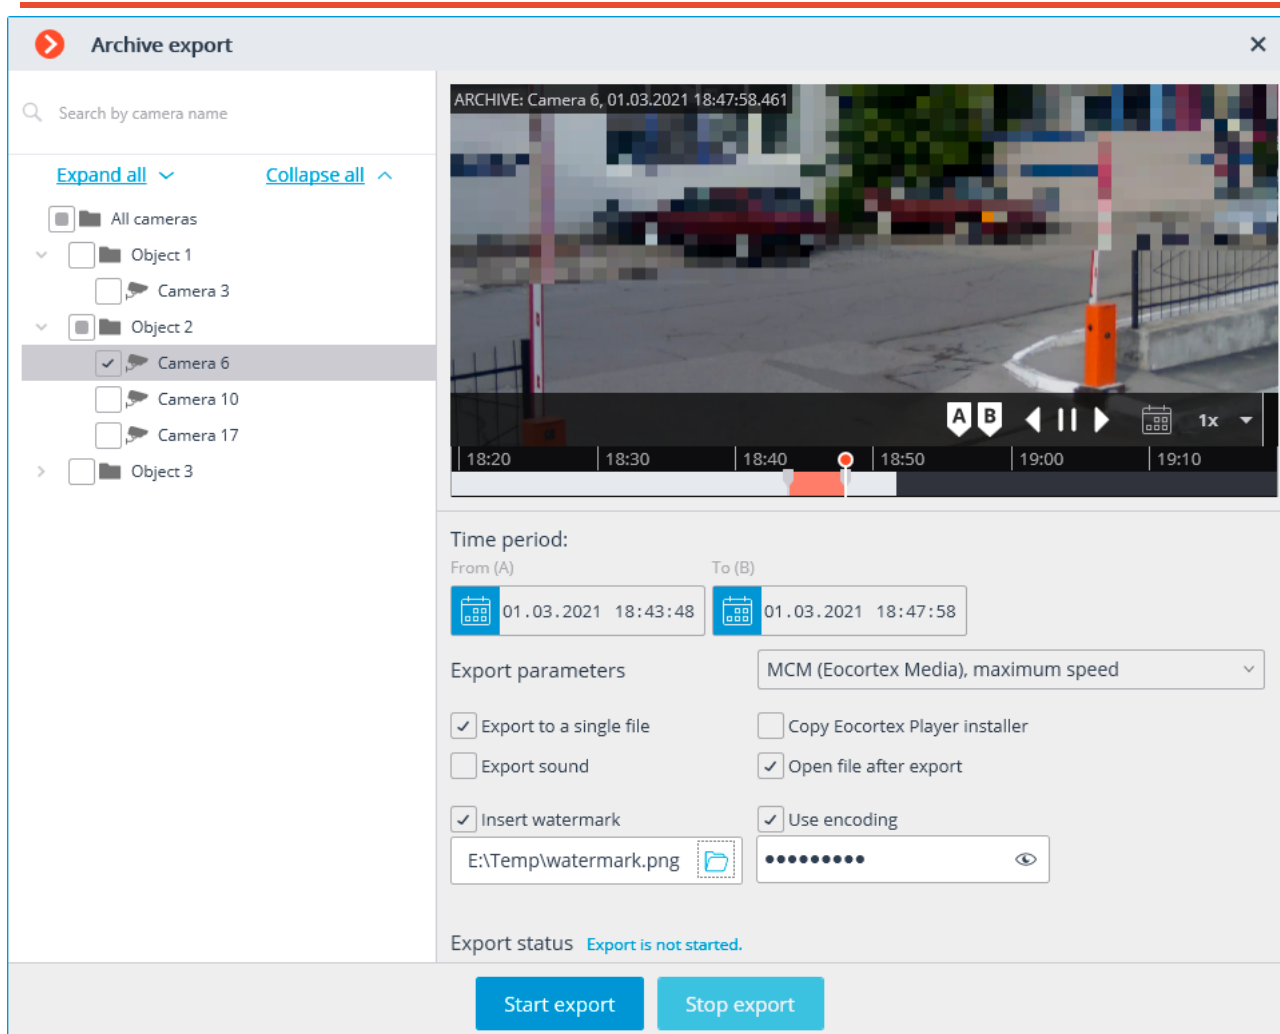 Archive export
Search by camera name
Expand all
Collapse all
All cameras
Object 1
Camera 3
Object 2
Camera 6
Camera 10
Camera 17
Object 3
ARCHIVE: Camera 6, 01.03.2021 18:47:58.461
A B 1x
18:20 18:30 18:40 18:50 19:00 19:10
Time period:
From (A) To (B)
01.03.2021 18:43:48 01.03.2021 18:47:58
Export parameters MCM (Eocortex Media), maximum speed
Export to a single file Copy Eocortex Player installer
Export sound Open file after export
Insert watermark Use encoding
E:\Temp\watermark.png •••••••••
Export status Export is not started.
Start export Stop export